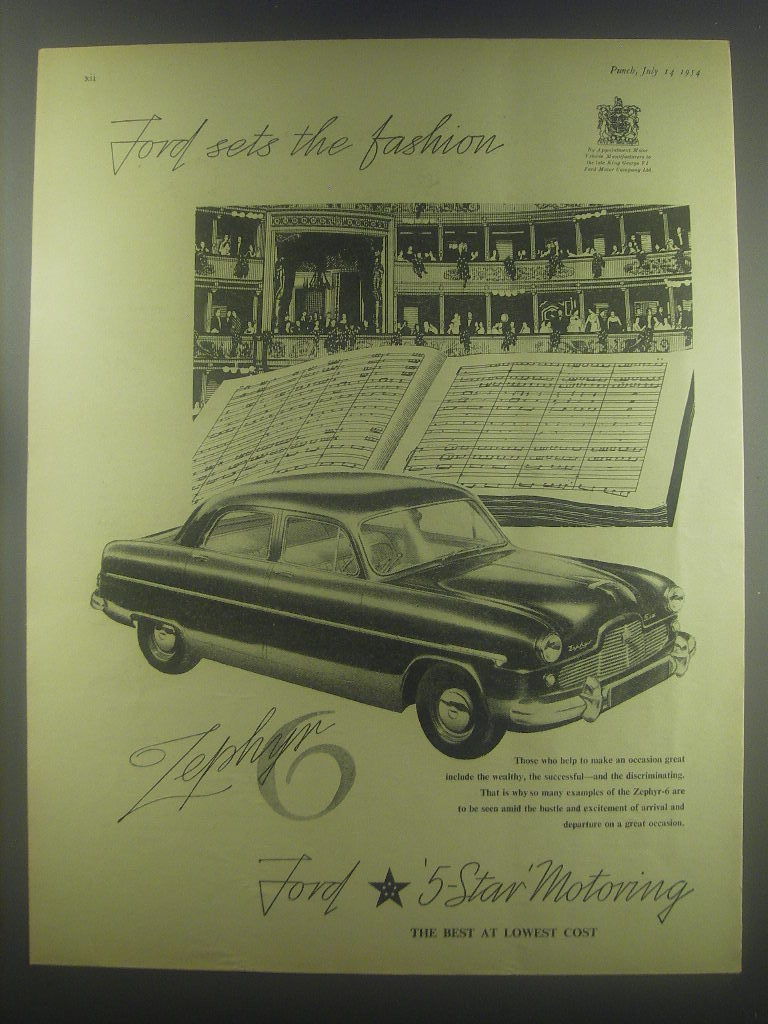 xii
Punch, July 14 1954
Ford sets the fashion
By Appointment Motor
Vehicle Manufacturers to
the late King George VI
Ford Motor Company Ltd.
Zephyr Six
Zephyr 6
Those who help to make an occasion great
include the wealthy, the successful—and the discriminating.
That is why so many examples of the Zephyr-6 are
to be seen amid the bustle and excitement of arrival and
departure on a great occasion.
Ford ★ '5-Star' Motoring
THE BEST AT LOWEST COST